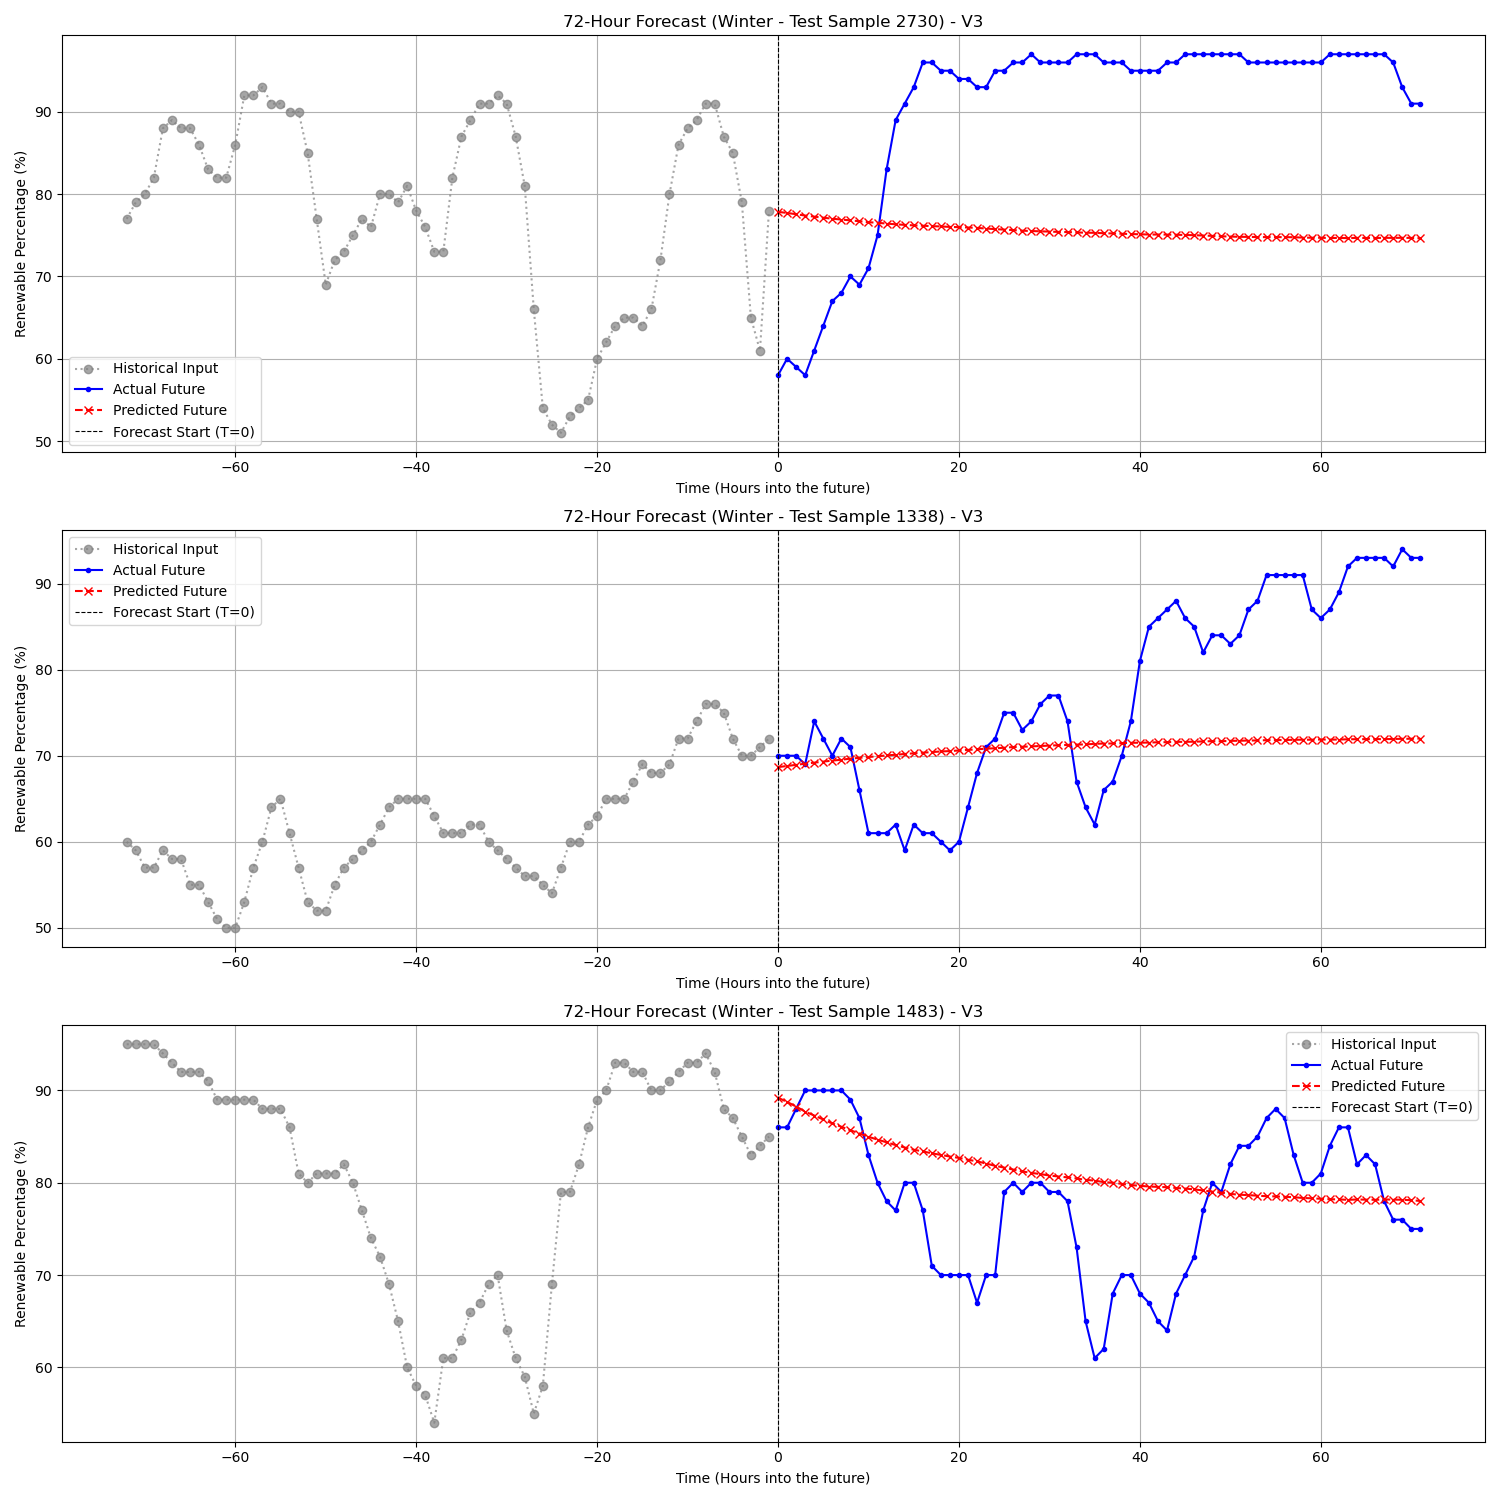 72-Hour Forecast (Winter - Test Sample 2730) - V3
Renewable Percentage (%)
90
80
70
60
50
Historical Input
Actual Future
Predicted Future
Forecast Start (T=0)
−60
−40
−20
0
20
40
60
Time (Hours into the future)
72-Hour Forecast (Winter - Test Sample 1338) - V3
Renewable Percentage (%)
90
80
70
60
50
Historical Input
Actual Future
Predicted Future
Forecast Start (T=0)
−60
−40
−20
0
20
40
60
Time (Hours into the future)
72-Hour Forecast (Winter - Test Sample 1483) - V3
Renewable Percentage (%)
90
80
70
60
Historical Input
Actual Future
Predicted Future
Forecast Start (T=0)
−60
−40
−20
0
20
40
60
Time (Hours into the future)